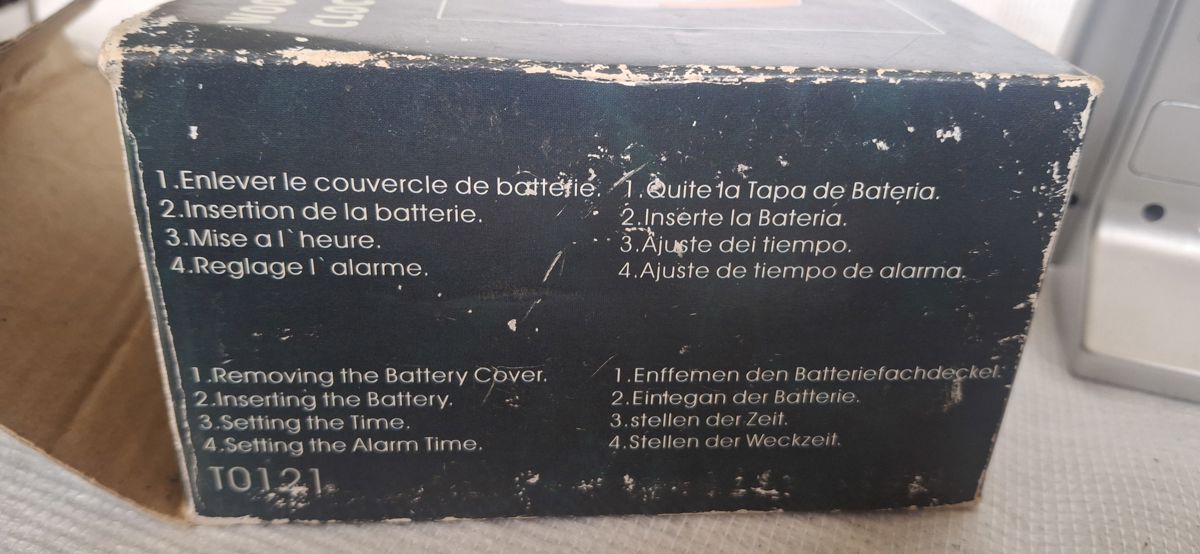 CLOC
1.Enlever le couvercle de batterie.
2.Insertion de la batterie.
3.Mise a l`heure.
4.Reglage l`alarme.
1.Quite la Tapa de Bateria.
2.Inserte la Bateria.
3.Ajuste dei tiempo.
4.Ajuste de tiempo de alarma.
1.Removing the Battery Cover.
2.Inserting the Battery.
3.Setting the Time.
4.Setting the Alarm Time.
1.Enffemen den Batteriefachdeckel.
2.Eintegan der Batterie.
3.stellen der Zeit.
4.Stellen der Weckzeit.
T0121